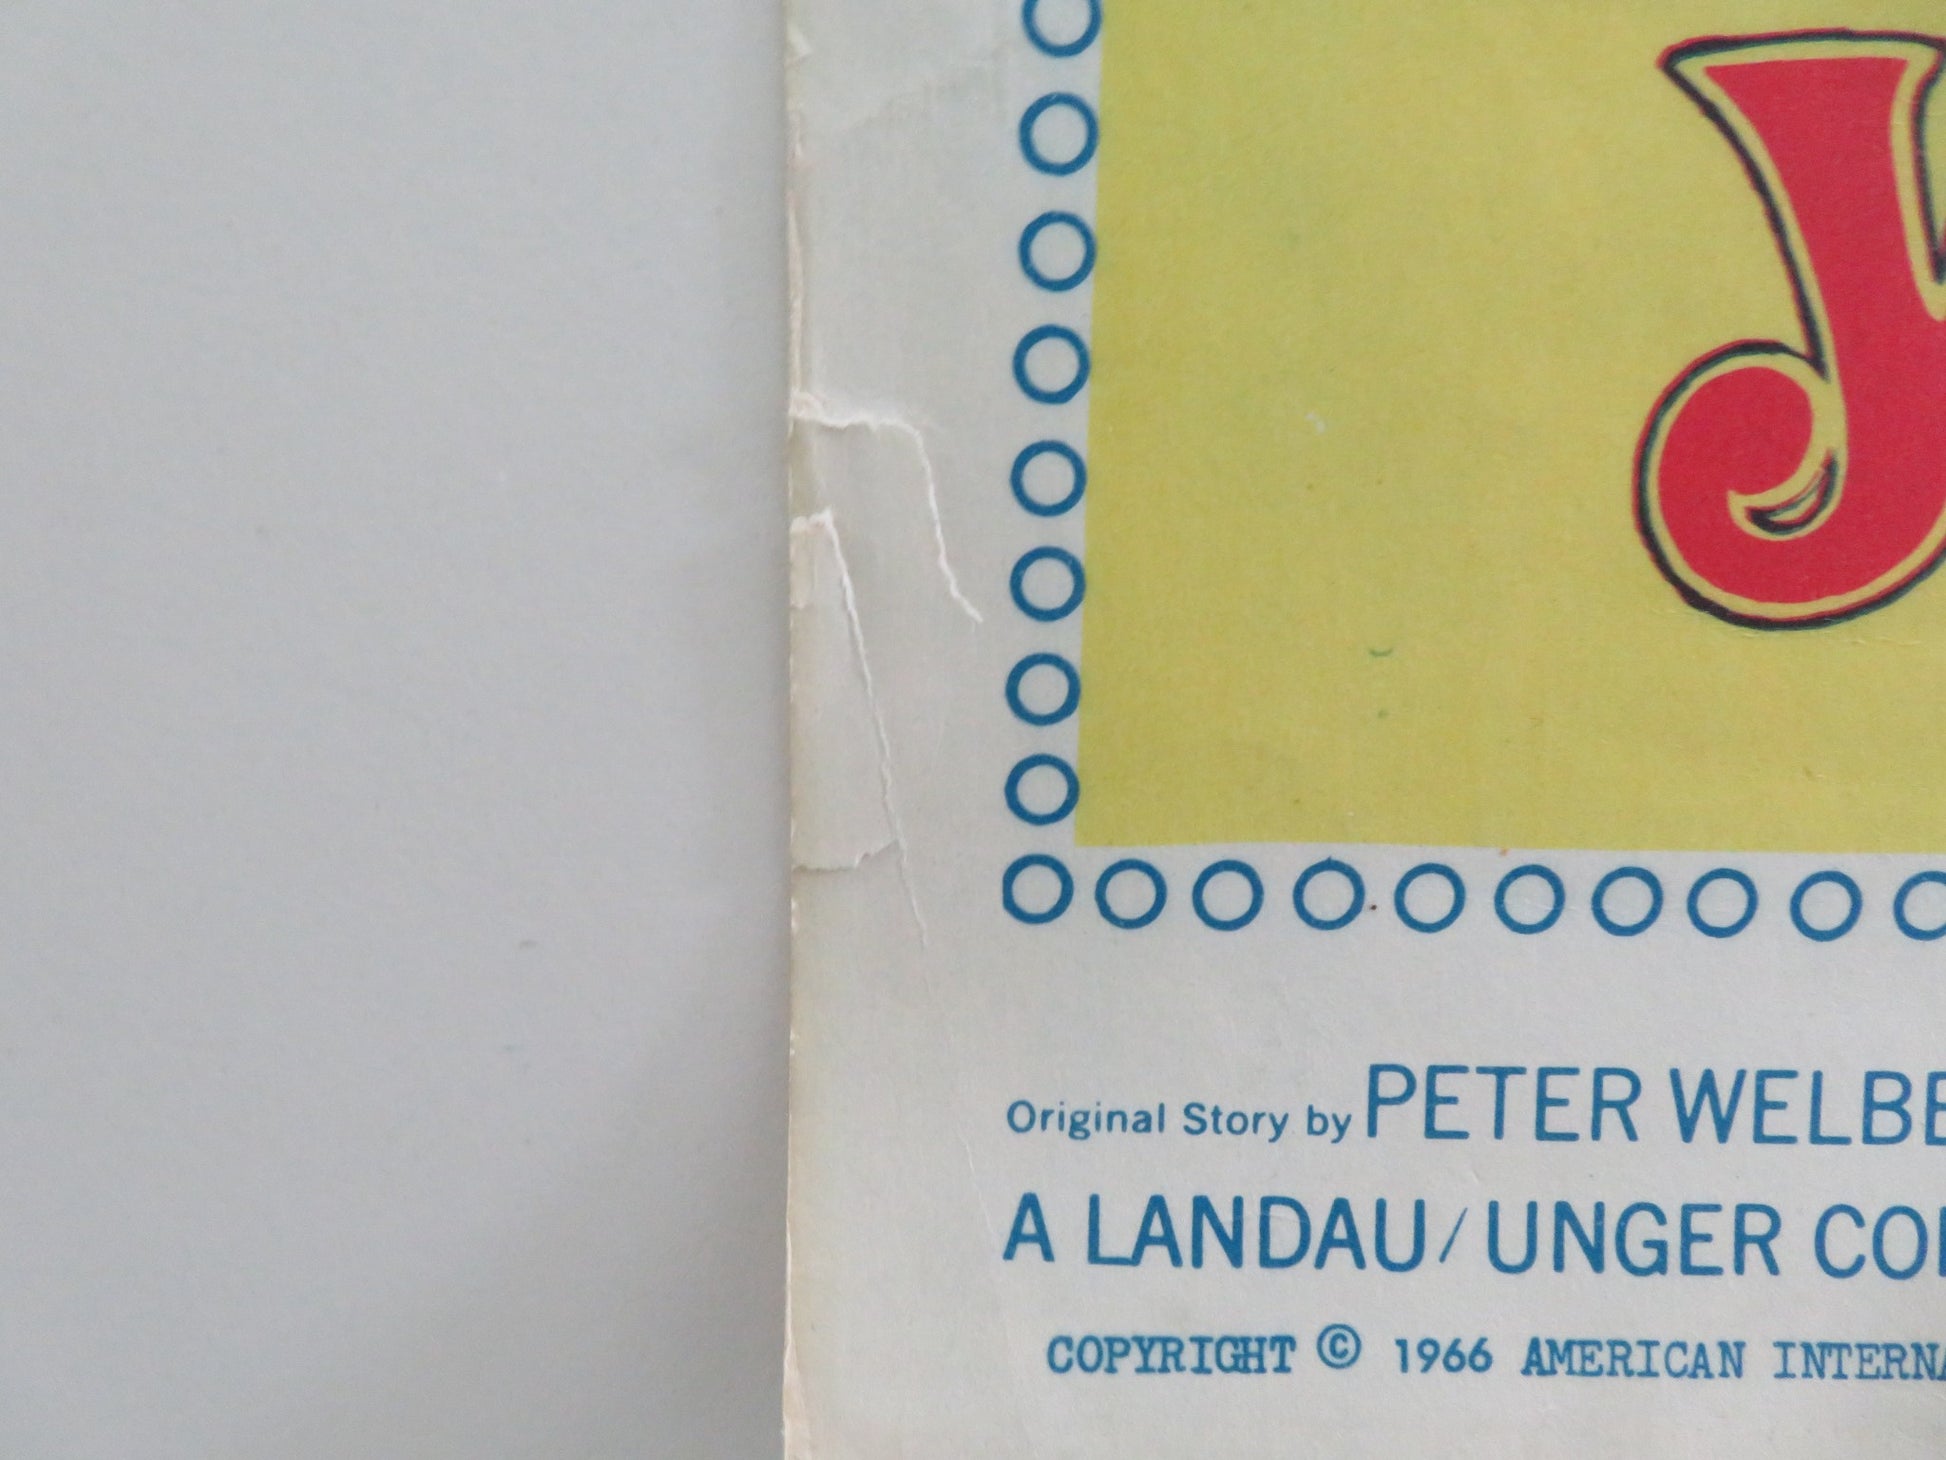 Original Story by PETER WELBE
A LANDAU/UNGER CO
COPYRIGHT © 1966 AMERICAN INTERNA